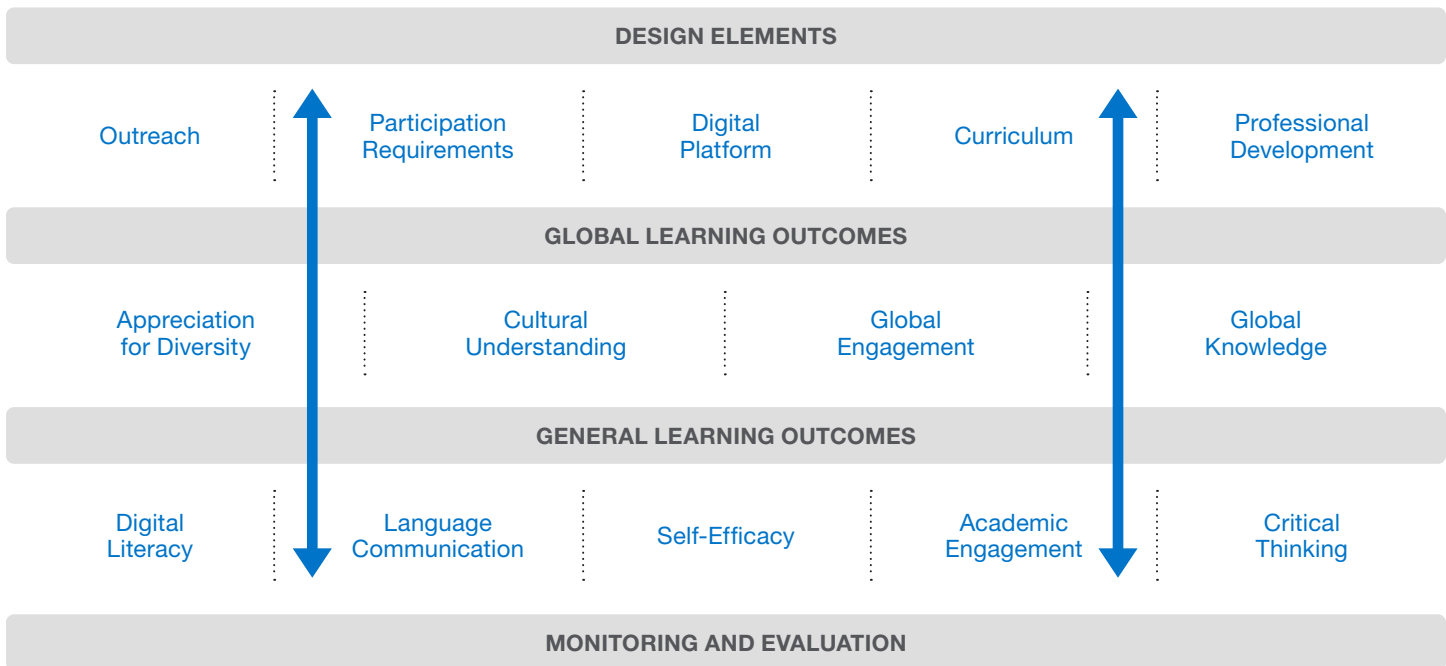 DESIGN ELEMENTS
Outreach
Participation
Requirements
Digital
Platform
Curriculum
Professional
Development
GLOBAL LEARNING OUTCOMES
Appreciation
for Diversity
Cultural
Understanding
Global
Engagement
Global
Knowledge
GENERAL LEARNING OUTCOMES
Digital
Literacy
Language
Communication
Self-Efficacy
Academic
Engagement
Critical
Thinking
MONITORING AND EVALUATION